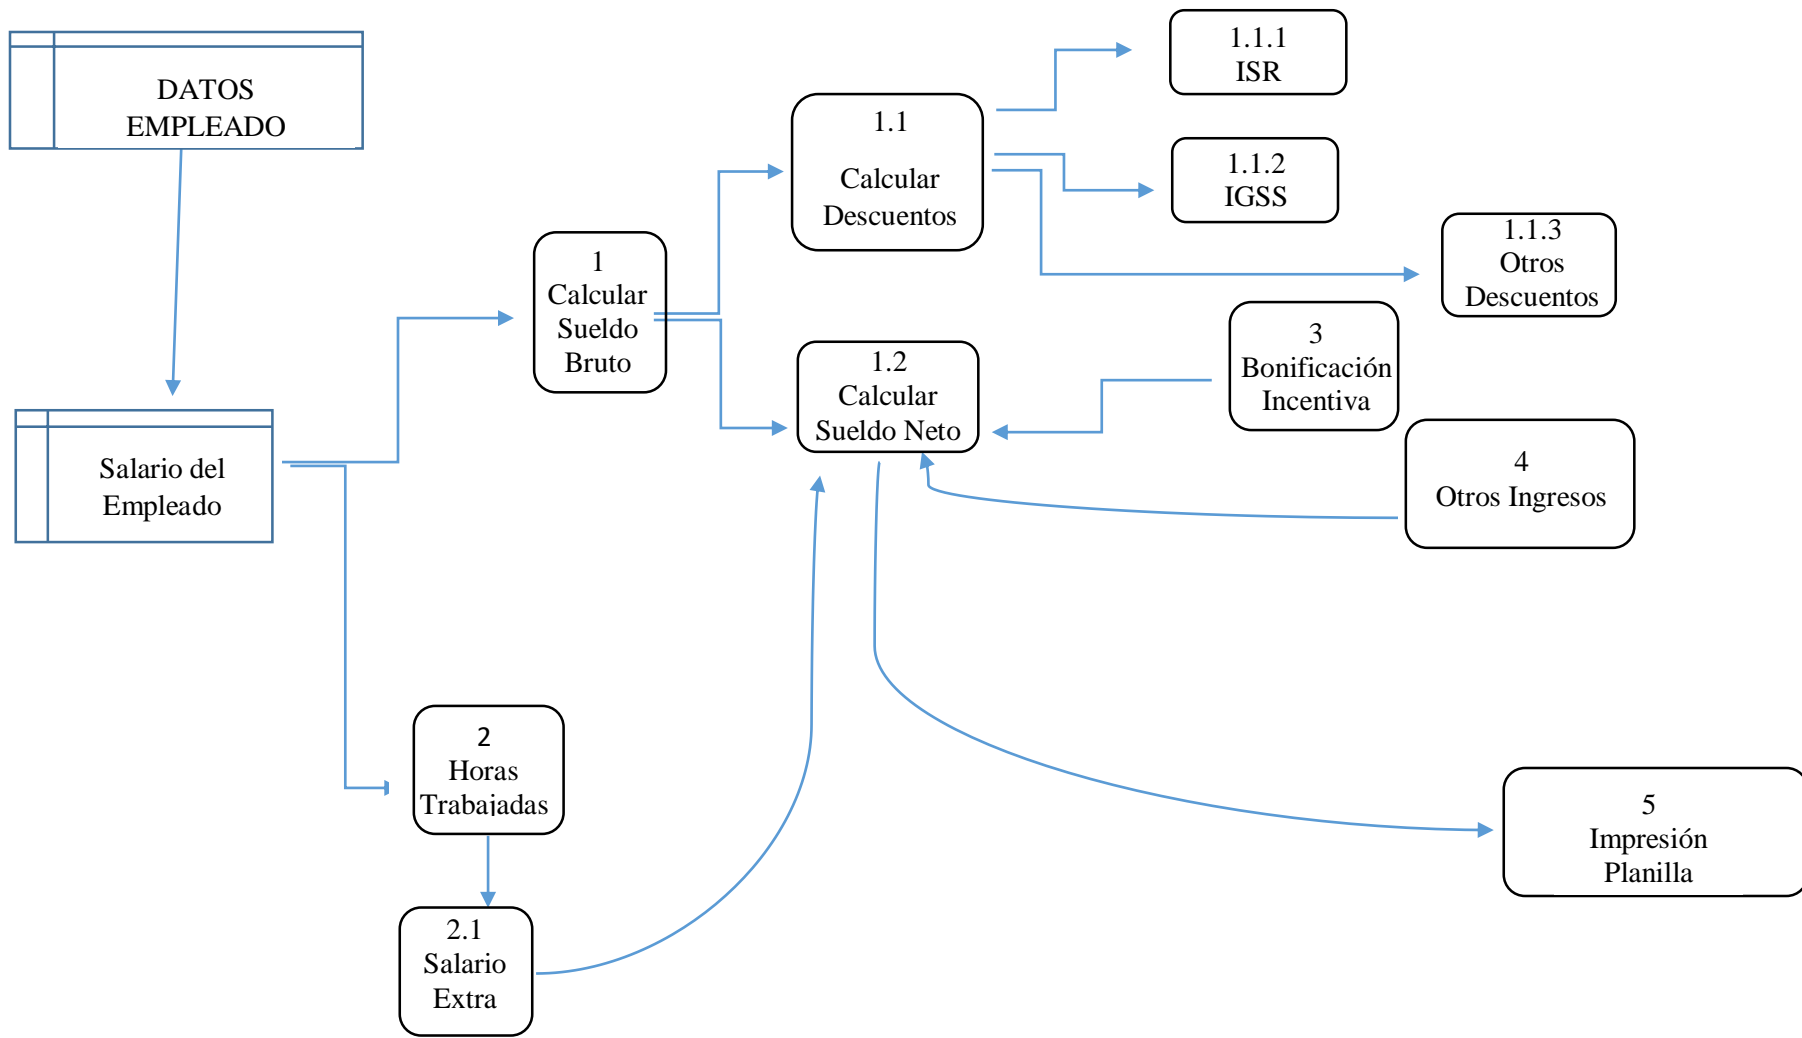 DATOS
EMPLEADO
Salario del
Empleado
1
Calcular
Sueldo
Bruto
1.1
Calcular
Descuentos
1.1.1
ISR
1.1.2
IGSS
1.1.3
Otros
Descuentos
1.2
Calcular
Sueldo Neto
3
Bonificación
Incentiva
4
Otros Ingresos
2
Horas
Trabajadas
2.1
Salario
Extra
5
Impresión
Planilla